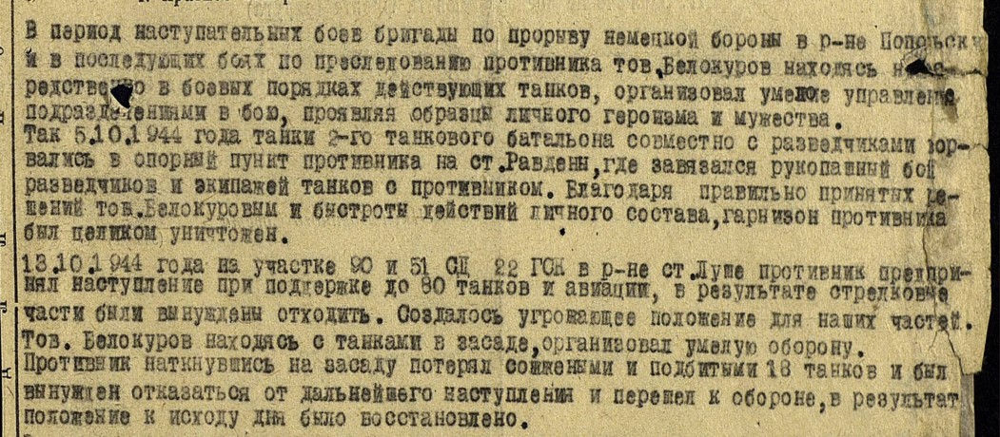 В период наступательных боев бригады по прорыву немецкой бороны в р-не
й в последующих боях по преследованию противника тов.Белокуров находясь
редственно в боевых порядках действующих танков, организовал умелое управление
подразделениями в бою, проявляя образцы личного героизма и мужества.
Так 5.10.1944 года танки 2-го танкового батальона совместно с разведчиками вор-
вались в опорный пункт противника на ст.Равдены,где завязался рукопашный бой
разведчиков и экипажей танков с противником. Благодаря правильно принятых ре-
шений тов.Белокуровым и быстроты действий личного состава,гарнизон противника
был целиком уничтожен.
13.10.1944 года на участке 90 и 51 СД 22 ГСК в р-не ст.Луше противник предпри-
нял наступление при поддержке до 80 танков и авиации, в результате стрелковые
части были вынуждены отходить. Создалось угрожающее положение для наших частей.
Тов. Белокуров находясь с танками в засаде,организовал умелую оборону.
Противник наткнувшись на засаду потерял сожжеными и подбитыми 18 танков и был
вынужден отказаться от дальнейшего наступления и перешел к обороне,в результат
положение к исходу дня было восстановлено.